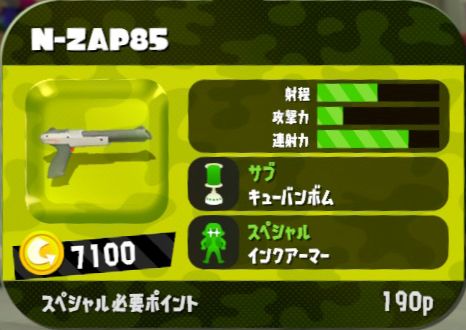 N-ZAP85
射程
攻撃力
連射力
サブ
キューバンボム
スペシャル
インクアーマー
7100
スペシャル必要ポイント 190p